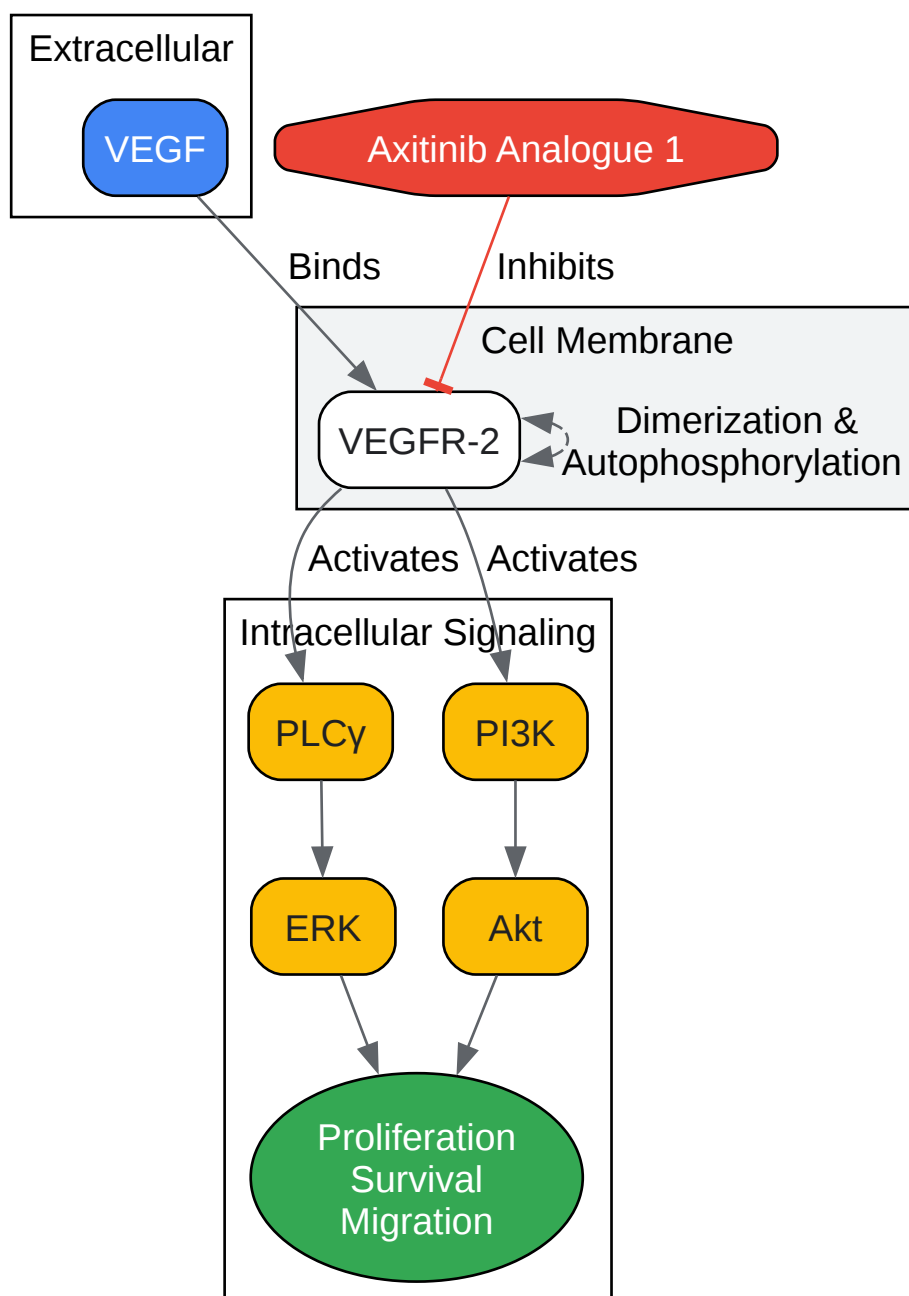 Extracellular
VEGF
Axitinib Analogue 1
Binds
Inhibits
Cell Membrane
VEGFR-2
Dimerization &
Autophosphorylation
Activates
Activates
Intracellular Signaling
PLCγ
PI3K
ERK
Akt
Proliferation
Survival
Migration